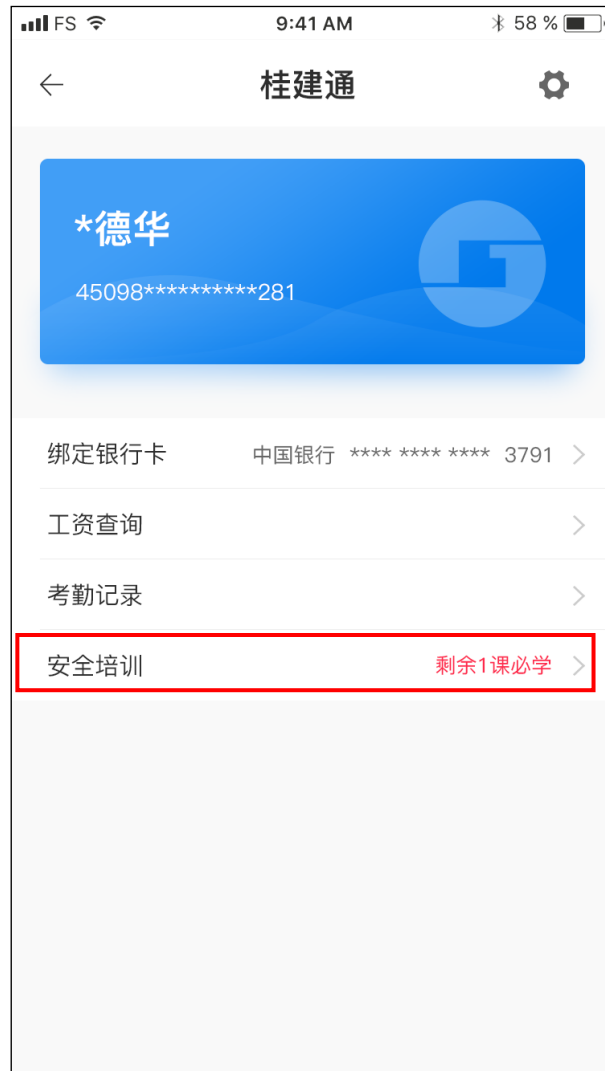 FS 9:41 AM 58 %
桂建通
*德华
45098**********281
绑定银行卡 中国银行 **** **** **** 3791
工资查询
考勤记录
安全培训 剩余1课必学